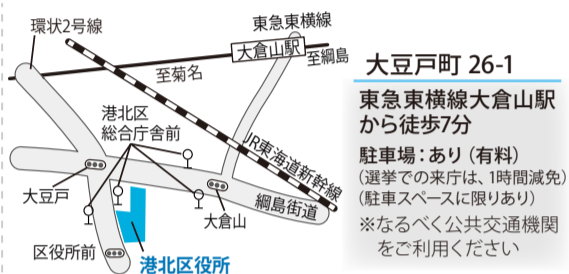 環状2号線
東急東横線
大倉山駅
至綱島
至菊名
港北区
総合庁舎前
JR東海道新幹線
大豆戸
大倉山
綱島街道
区役所前
港北区役所
大豆戸町 26-1
東急東横線大倉山駅
から徒歩7分
駐車場：あり（有料）
（選挙での来庁は、1時間減免）
（駐車スペースに限りあり）
※なるべく公共交通機関
をご利用ください